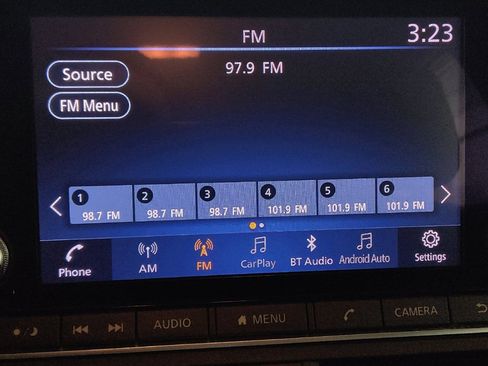 FM
3:23
Source
97.9 FM
FM Menu
1 2 3 4 5 6
98.7 FM 98.7 FM 98.7 FM 101.9 FM 101.9 FM 101.9 FM
Phone AM FM CarPlay BT Audio Android Auto Settings
AUDIO MENU CAMERA